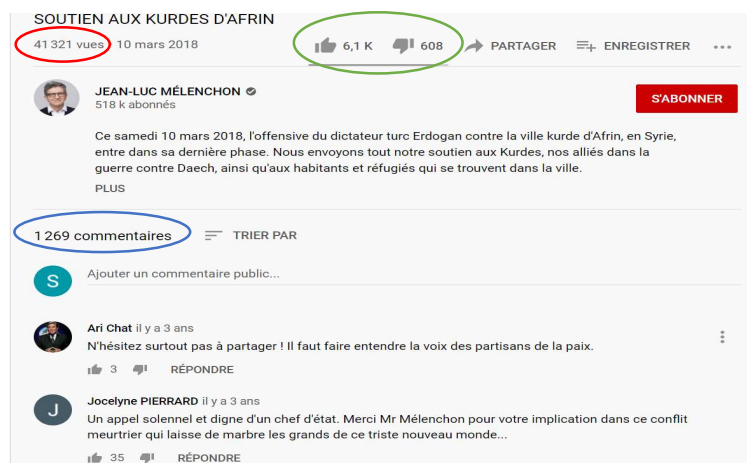 SOUTIEN AUX KURDES D'AFRIN
41 321 vues · 10 mars 2018
6,1 K 608 PARTAGER ENREGISTRER
JEAN-LUC MÉLENCHON
518 k abonnés
S'ABONNER
Ce samedi 10 mars 2018, l'offensive du dictateur turc Erdogan contre la ville kurde d'Afrin, en Syrie,
entre dans sa dernière phase. Nous envoyons tout notre soutien aux Kurdes, nos alliés dans la
guerre contre Daech, ainsi qu'aux habitants et réfugiés qui se trouvent dans la ville.
PLUS
1 269 commentaires TRIER PAR
S
Ajouter un commentaire public...
Ari Chat il y a 3 ans
N'hésitez surtout pas à partager ! Il faut faire entendre la voix des partisans de la paix.
3 RÉPONDRE
J
Jocelyne PIERRARD il y a 3 ans
Un appel solennel et digne d'un chef d'état. Merci Mr Mélenchon pour votre implication dans ce conflit
meurtrier qui laisse de marbre les grands de ce triste nouveau monde...
35 RÉPONDRE